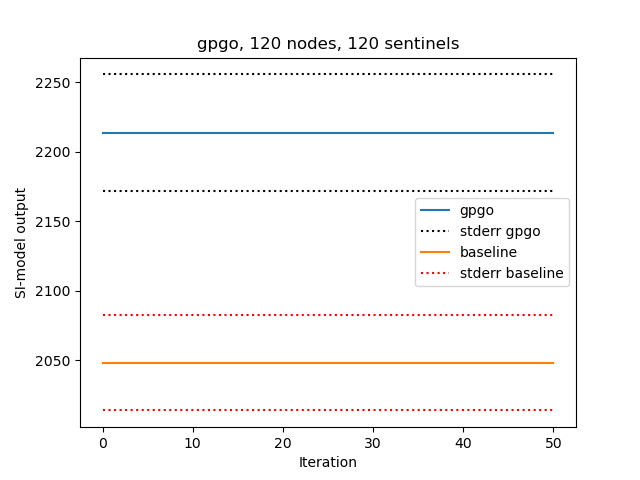 gpgo, 120 nodes, 120 sentinels
SI-model output
2250
2200
2150
2100
2050
gpgo
stderr gpgo
baseline
stderr baseline
0 10 20 30 40 50
Iteration